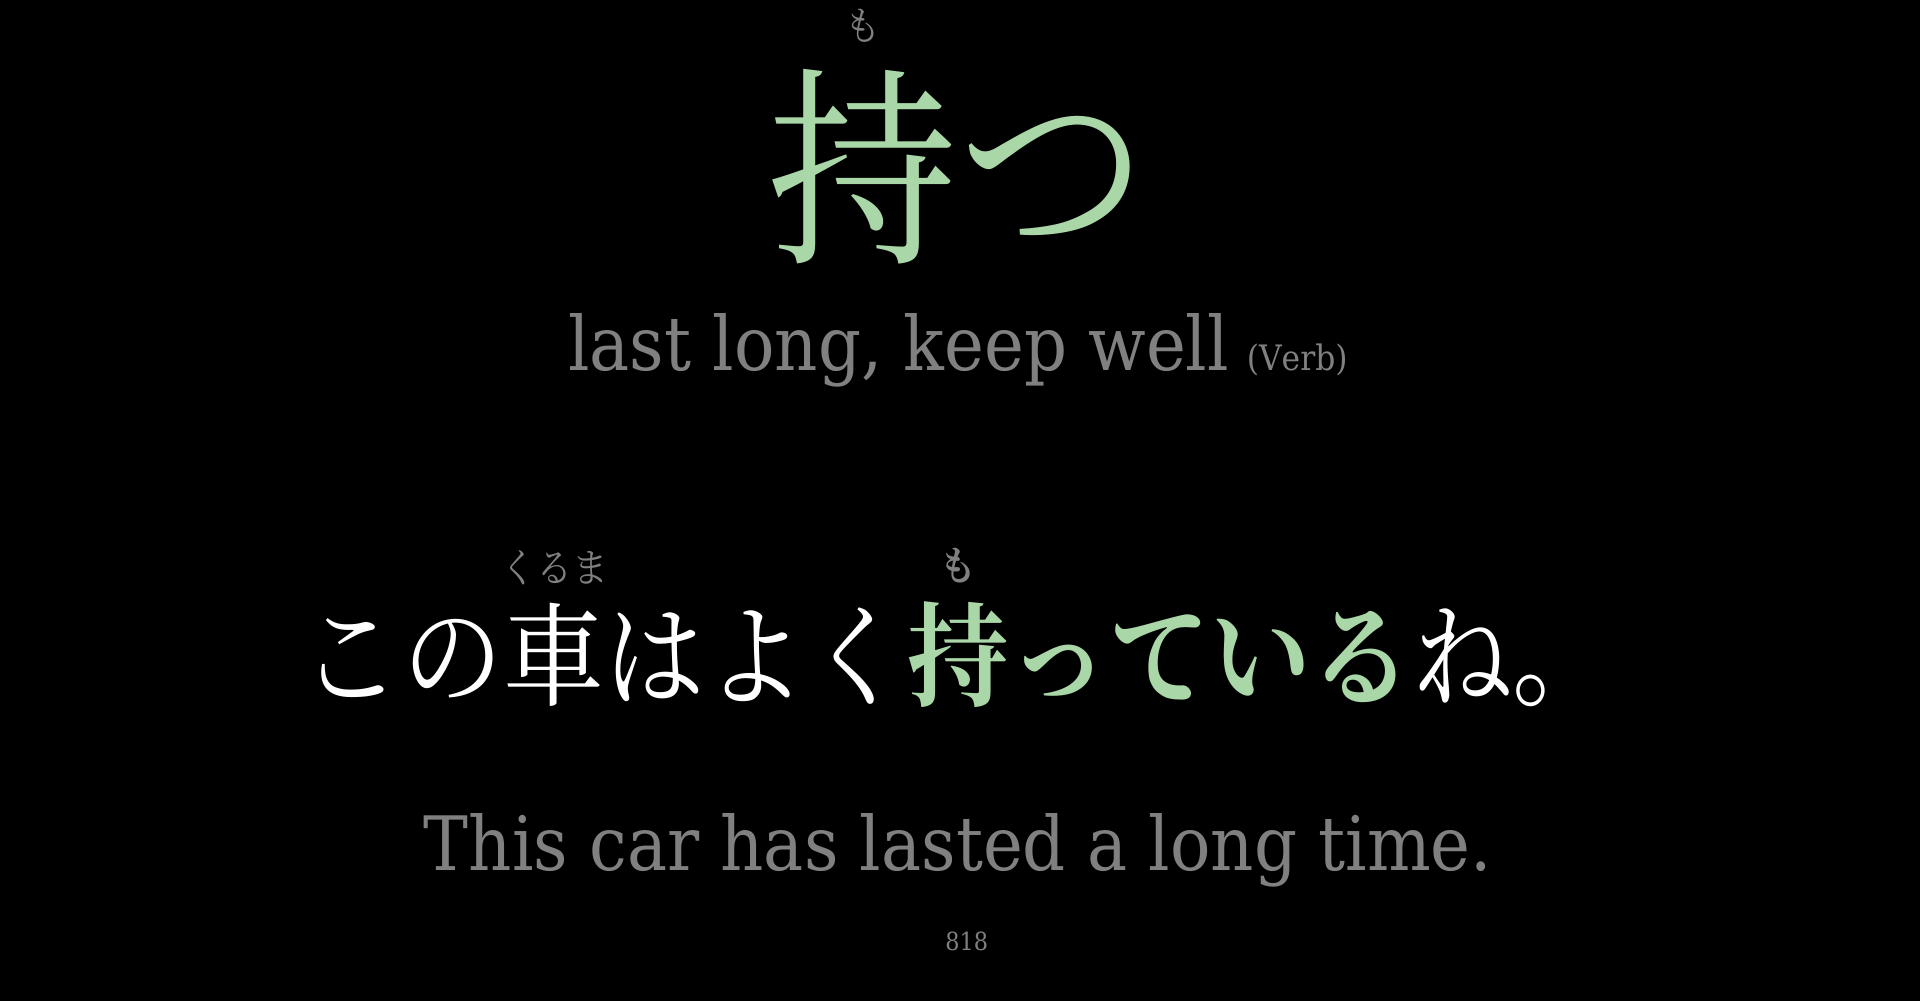 も
持つ
last long, keep well (Verb)
くるま も
この車はよく持っているね。
This car has lasted a long time.
818